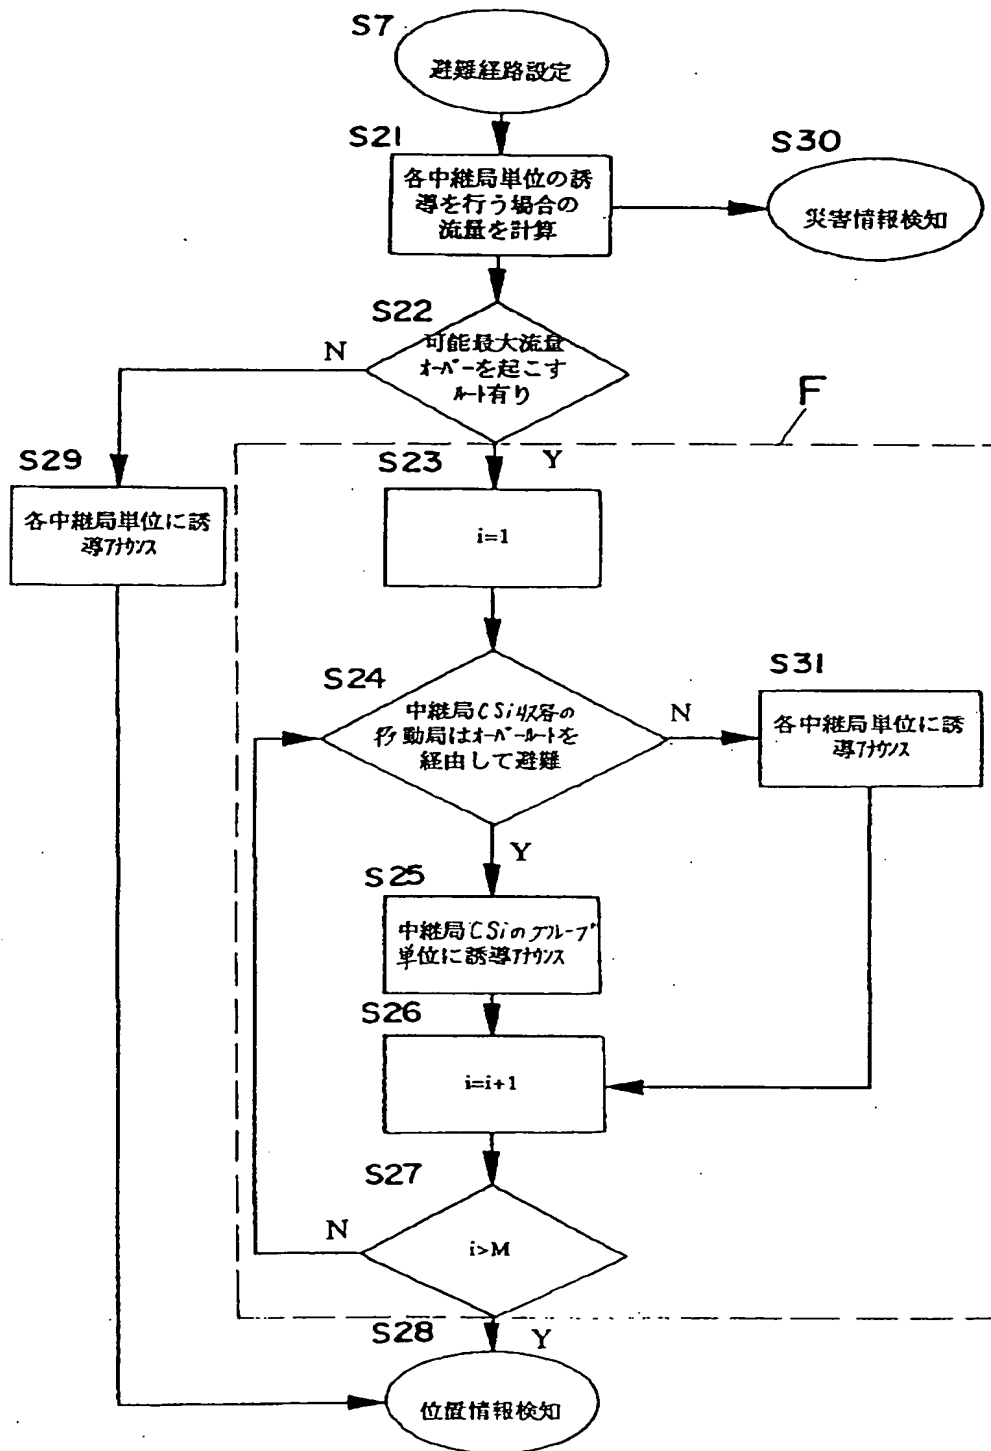 S7
避難経路設定
S21
各中継局単位の誘
導を行う場合の
流量を計算
S30
災害情報検知
S22
可能最大流量
オーバーを起こす
ルート有り
N
Y
F
S29
各中継局単位に誘
導アナウンス
S23
i=1
S24
中継局CSi収容の
移動局はオーバールートを
経由して避難
N
Y
S31
各中継局単位に誘
導アナウンス
S25
中継局CSiのグループ
単位に誘導アナウンス
S26
i=i+1
S27
i>M
N
Y
S28
位置情報検知